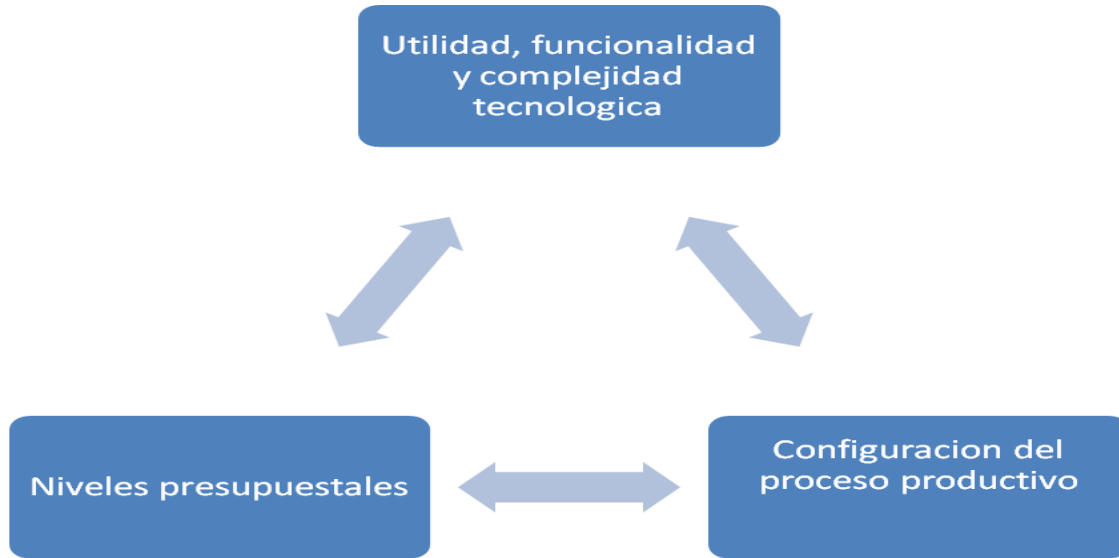 Utilidad, funcionalidad
y complejidad
tecnologica
Niveles presupuestales
Configuracion del
proceso productivo